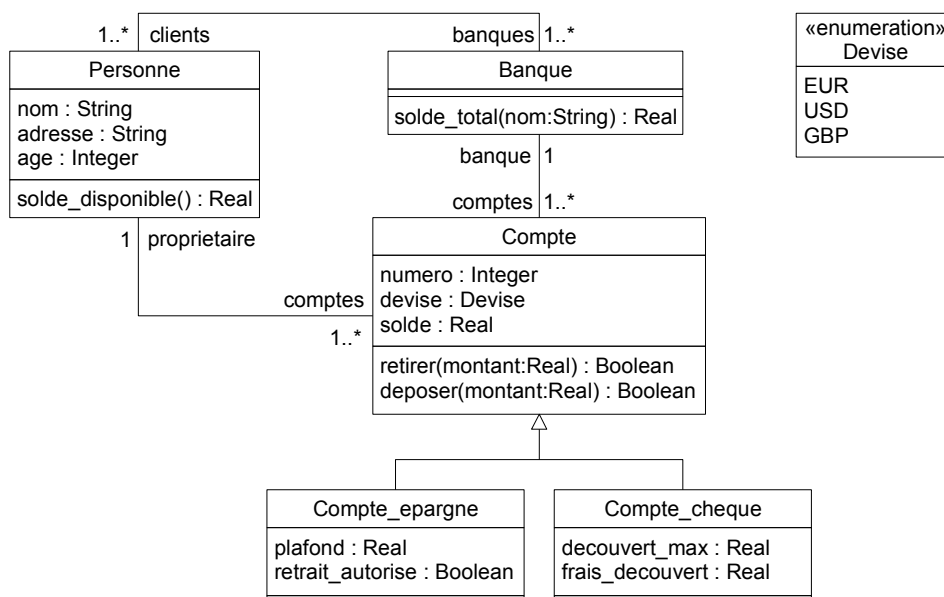 1..* clients
banques 1..*
Personne
nom : String
adresse : String
age : Integer
solde_disponible() : Real
Banque
solde_total(nom:String) : Real
«enumeration»
Devise
EUR
USD
GBP
banque 1
comptes 1..*
1 proprietaire
comptes
1..*
Compte
numero : Integer
devise : Devise
solde : Real
retirer(montant:Real) : Boolean
deposer(montant:Real) : Boolean
Compte_epargne
plafond : Real
retrait_autorise : Boolean
Compte_cheque
decouvert_max : Real
frais_decouvert : Real